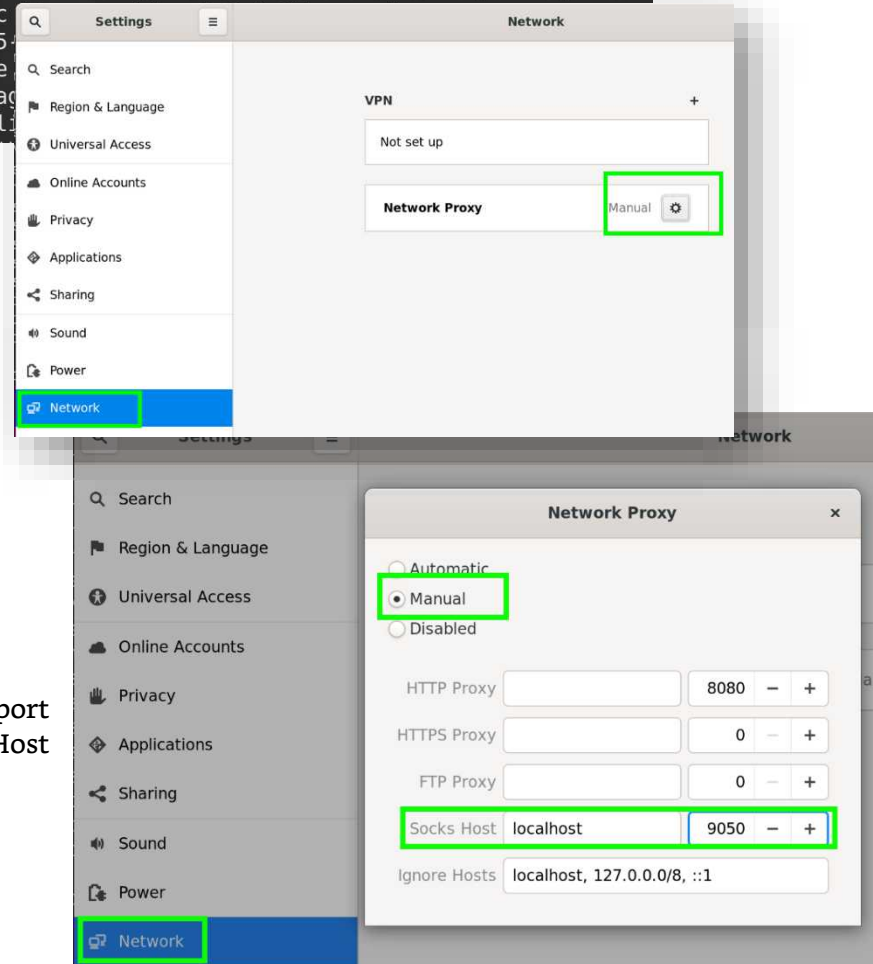 Settings
Network
Search
Region & Language
Universal Access
Online Accounts
Privacy
Applications
Sharing
Sound
Power
Network
VPN +
Not set up
Network Proxy Manual
Settings
Network
Search
Region & Language
Universal Access
Online Accounts
Privacy
Applications
Sharing
Sound
Power
Network
port
Host
Network Proxy ×
Automatic
Manual
Disabled
HTTP Proxy 8080 − +
HTTPS Proxy 0 − +
FTP Proxy 0 − +
Socks Host localhost 9050 − +
Ignore Hosts localhost, 127.0.0.0/8, ::1